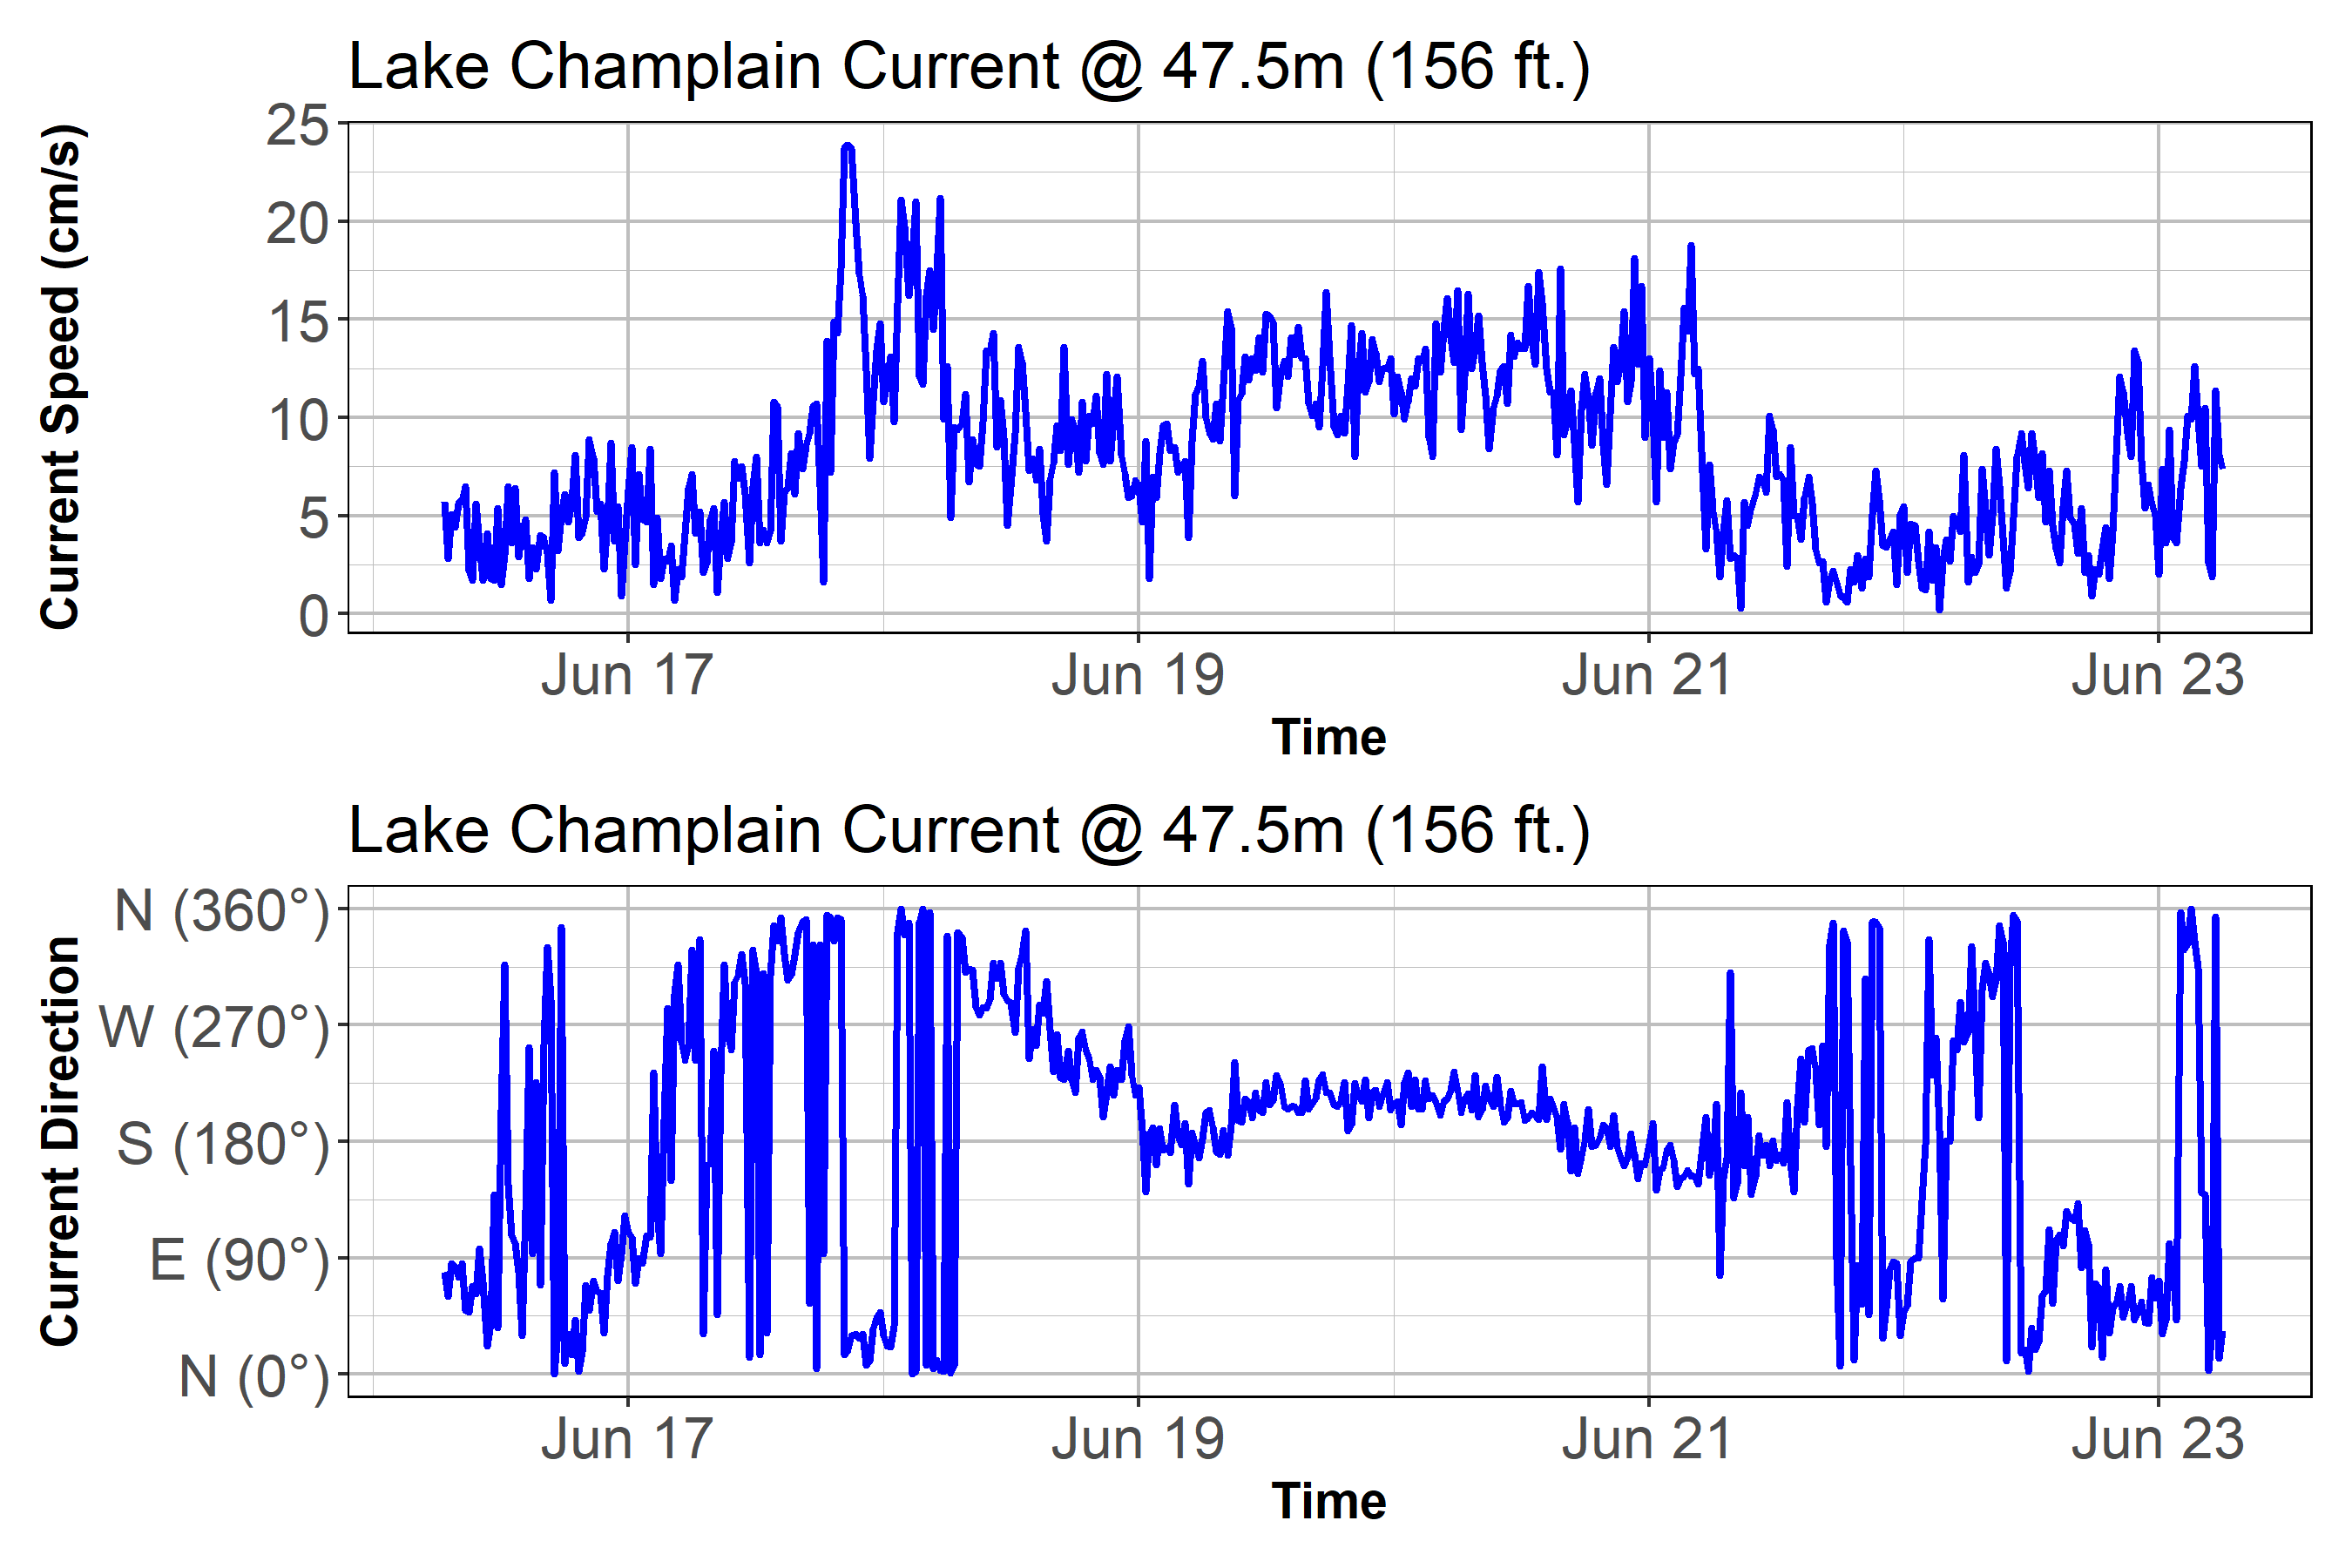 Lake Champlain Current @ 47.5m (156 ft.)
Current Speed (cm/s)
25
20
15
10
5
0
Jun 17 Jun 19 Jun 21 Jun 23
Time
Lake Champlain Current @ 47.5m (156 ft.)
Current Direction
N (360°)
W (270°)
S (180°)
E (90°)
N (0°)
Jun 17 Jun 19 Jun 21 Jun 23
Time